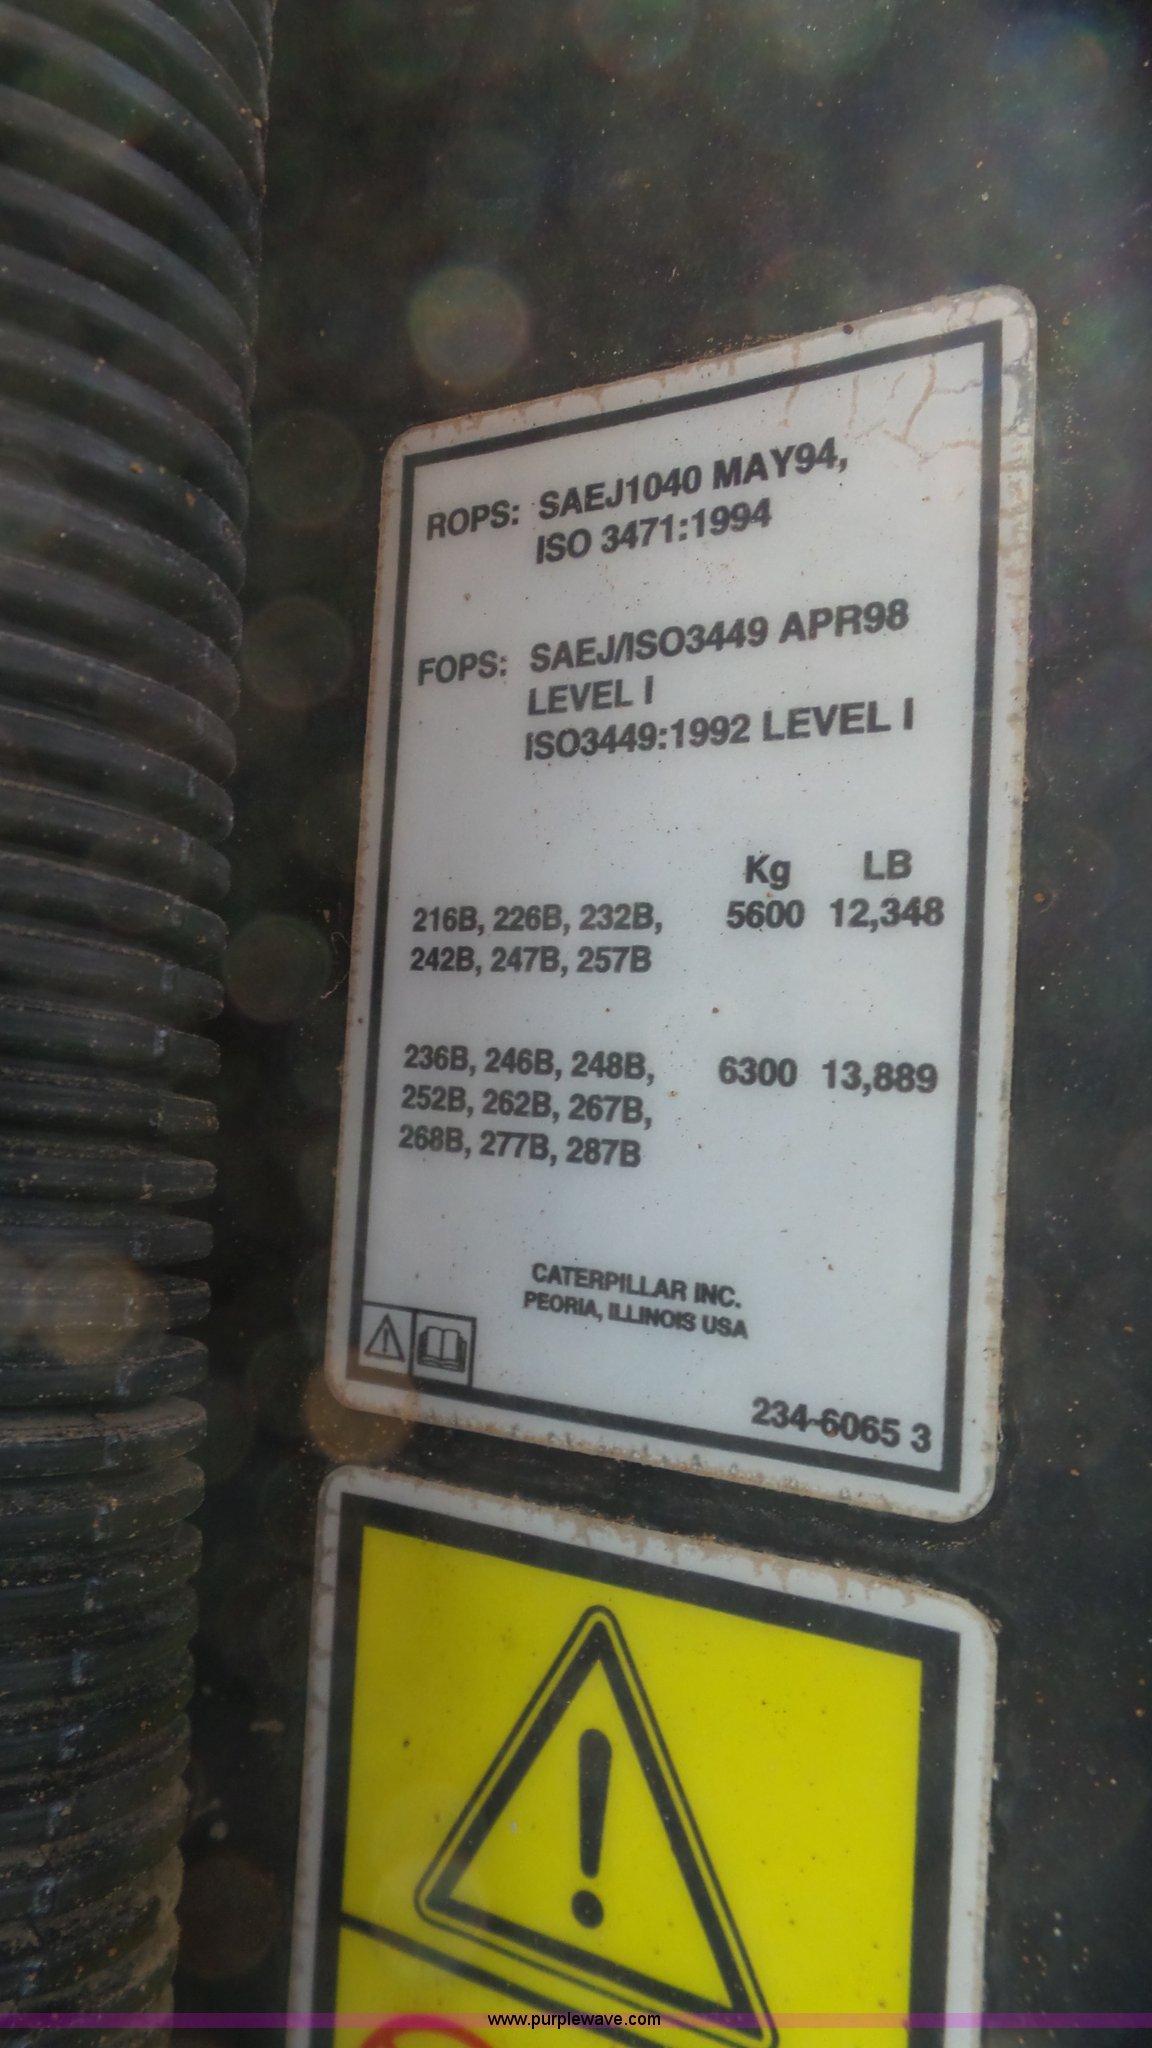 ROPS: SAEJ1040 MAY94,
ISO 3471:1994
FOPS: SAEJ/ISO3449 APR98
LEVEL I
ISO3449:1992 LEVEL I
Kg LB
216B, 226B, 232B, 5600 12,348
242B, 247B, 257B
236B, 246B, 248B, 6300 13,889
252B, 262B, 267B,
268B, 277B, 287B
CATERPILLAR INC.
PEORIA, ILLINOIS USA
234-6065 3
www.purplewave.com